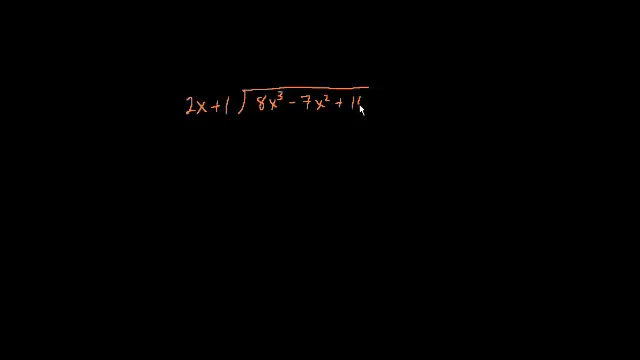 2x+1 ) 8x³ - 7x² + 1